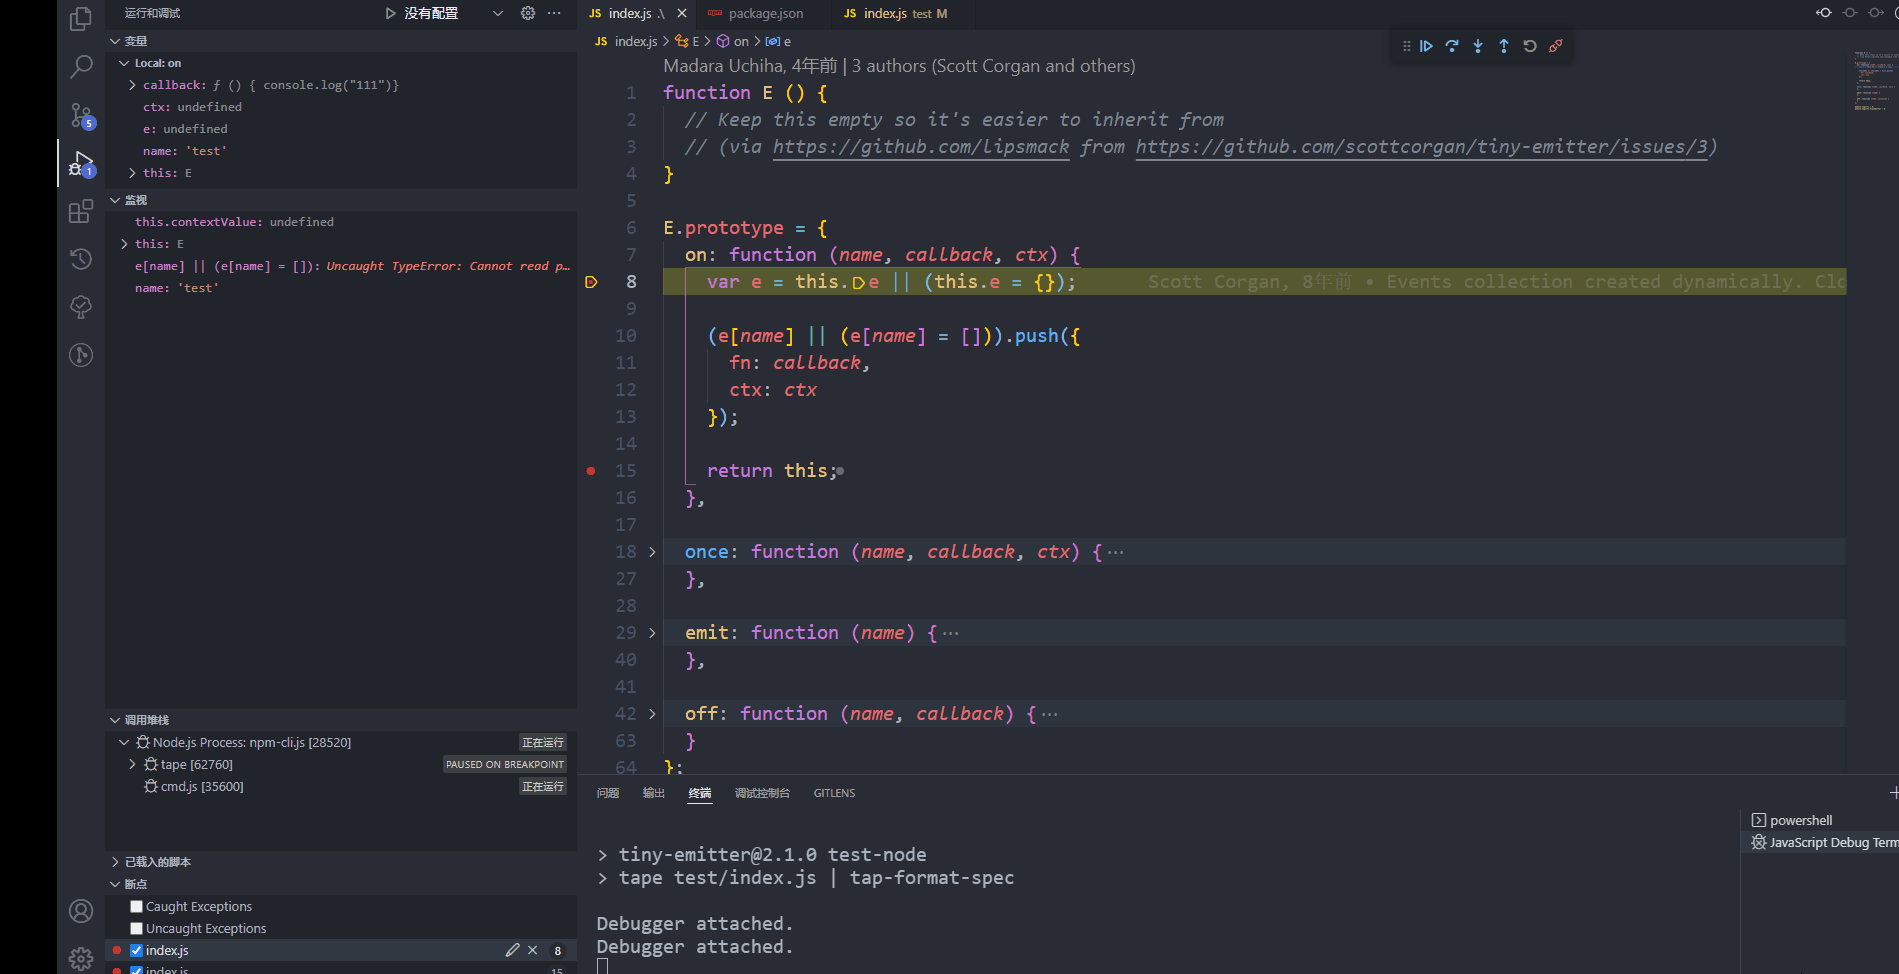 运行和调试
没有配置
变量
Local: on
callback: ƒ () { console.log("111")}
ctx: undefined
e: undefined
name: 'test'
this: E
监视
this.contextValue: undefined
this: E
e[name] || (e[name] = []): Uncaught TypeError: Cannot read p…
name: 'test'
调用堆栈
Node.js Process: npm-cli.js [28520] 正在运行
tape [62760] PAUSED ON BREAKPOINT
cmd.js [35600] 正在运行
已载入的脚本
断点
Caught Exceptions
Uncaught Exceptions
index.js 8
index.js 15
5
1
JS index.js .\ package.json JS index.js test M
JS index.js > E > on > e
Madara Uchiha, 4年前 | 3 authors (Scott Corgan and others)
1 function E () {
2 // Keep this empty so it's easier to inherit from
3 // (via https://github.com/lipsmack from https://github.com/scottcorgan/tiny-emitter/issues/3)
4 }
5
6 E.prototype = {
7 on: function (name, callback, ctx) {
8 var e = this.e || (this.e = {}); Scott Corgan, 8年前 • Events collection created dynamically. Clo
9
10 (e[name] || (e[name] = [])).push({
11 fn: callback,
12 ctx: ctx
13 });
14
15 return this;
16 },
17
18 once: function (name, callback, ctx) {…
27 },
28
29 emit: function (name) {…
40 },
41
42 off: function (name, callback) {…
63 }
64 };
问题 输出 终端 调试控制台 GITLENS
> tiny-emitter@2.1.0 test-node
> tape test/index.js | tap-format-spec
Debugger attached.
Debugger attached.
powershell
JavaScript Debug Term